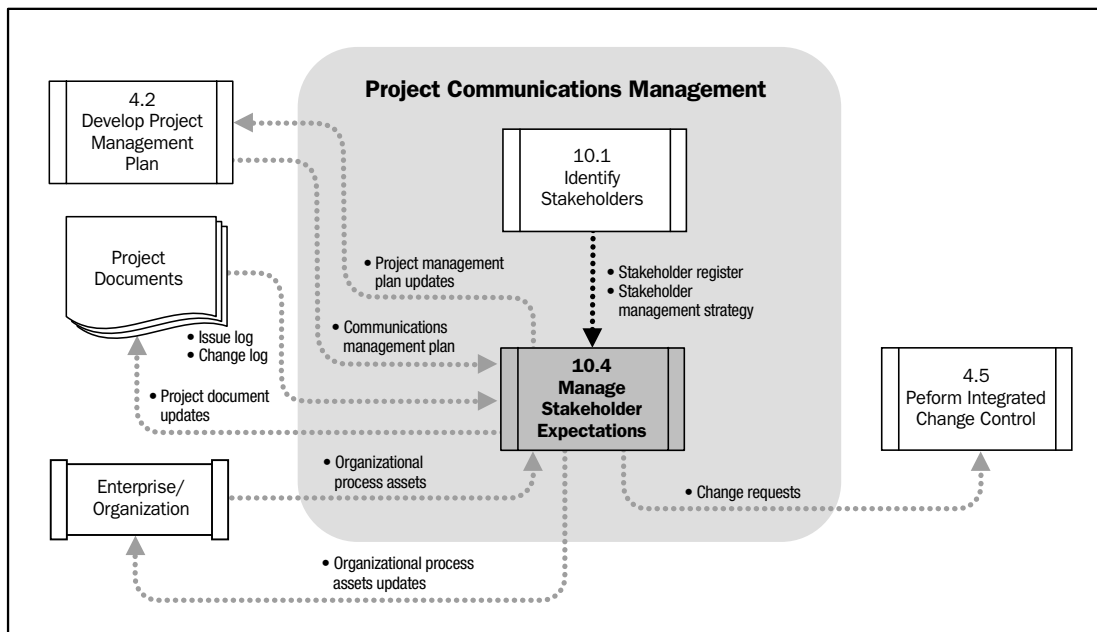 Project Communications Management
4.2
Develop Project
Management
Plan
10.1
Identify
Stakeholders
Project
Documents
• Project management
plan updates
• Stakeholder register
• Stakeholder
management strategy
• Communications
management plan
• Issue log
• Change log
10.4
Manage
Stakeholder
Expectations
4.5
Peform Integrated
Change Control
• Project document
updates
Enterprise/
Organization
• Organizational
process assets
• Change requests
• Organizational process
assets updates